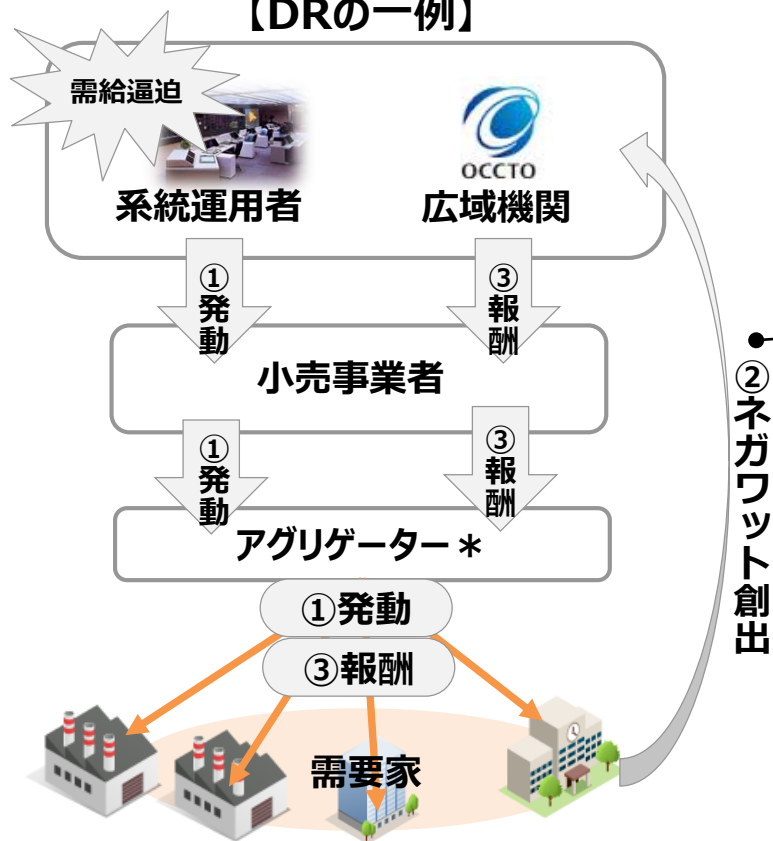 【DRの一例】
需給逼迫
OCCTO
系統運用者
広域機関
①発動
③報酬
小売事業者
①発動
③報酬
アグリゲーター＊
①発動
③報酬
需要家
②ネガワット創出